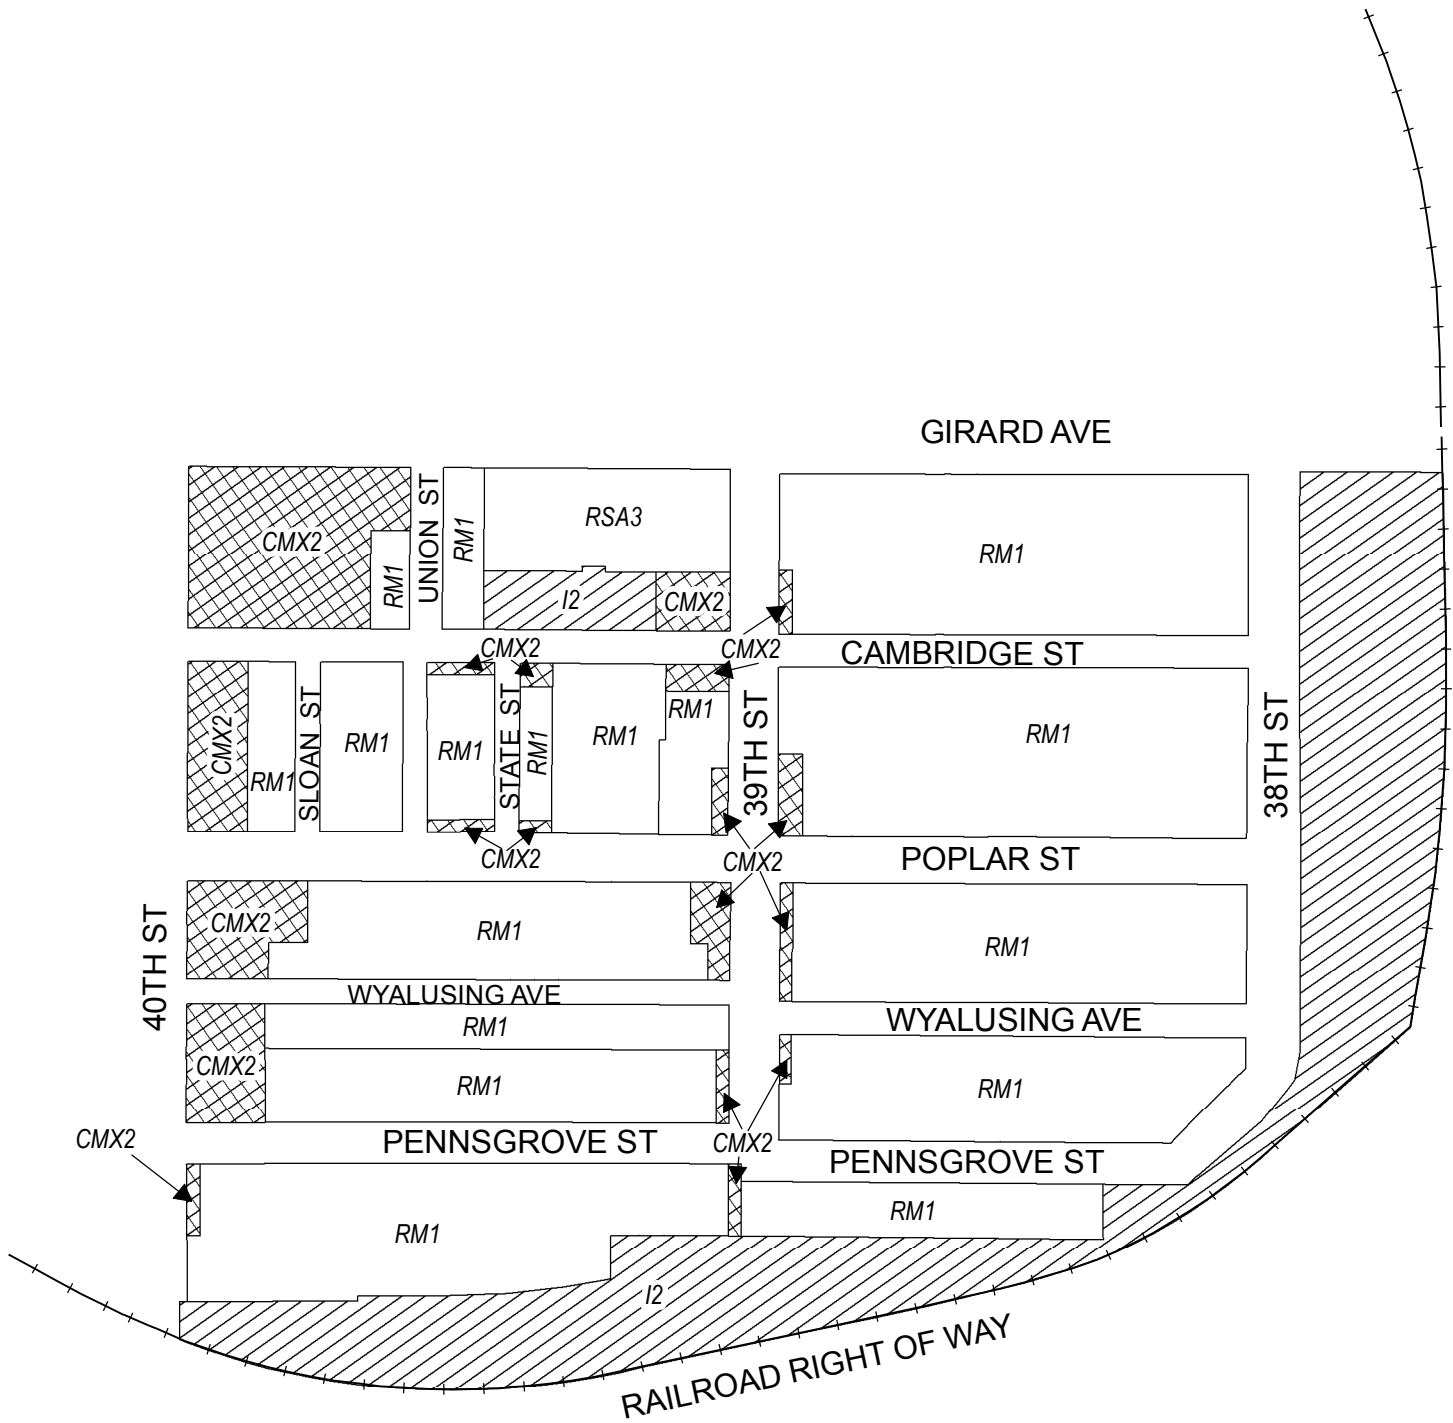 GIRARD AVE
CMX2
RM1
UNION ST
RM1
RSA3
I2
CMX2
RM1
CMX2
CMX2
CAMBRIDGE ST
CMX2
RM1
SLOAN ST
RM1
RM1
STATE ST
RM1
RM1
RM1
39TH ST
RM1
38TH ST
CMX2
CMX2
POPLAR ST
40TH ST
CMX2
RM1
RM1
WYALUSING AVE
WYALUSING AVE
CMX2
RM1
RM1
RM1
CMX2
PENNSGROVE ST
CMX2
PENNSGROVE ST
RM1
RM1
I2
RAILROAD RIGHT OF WAY